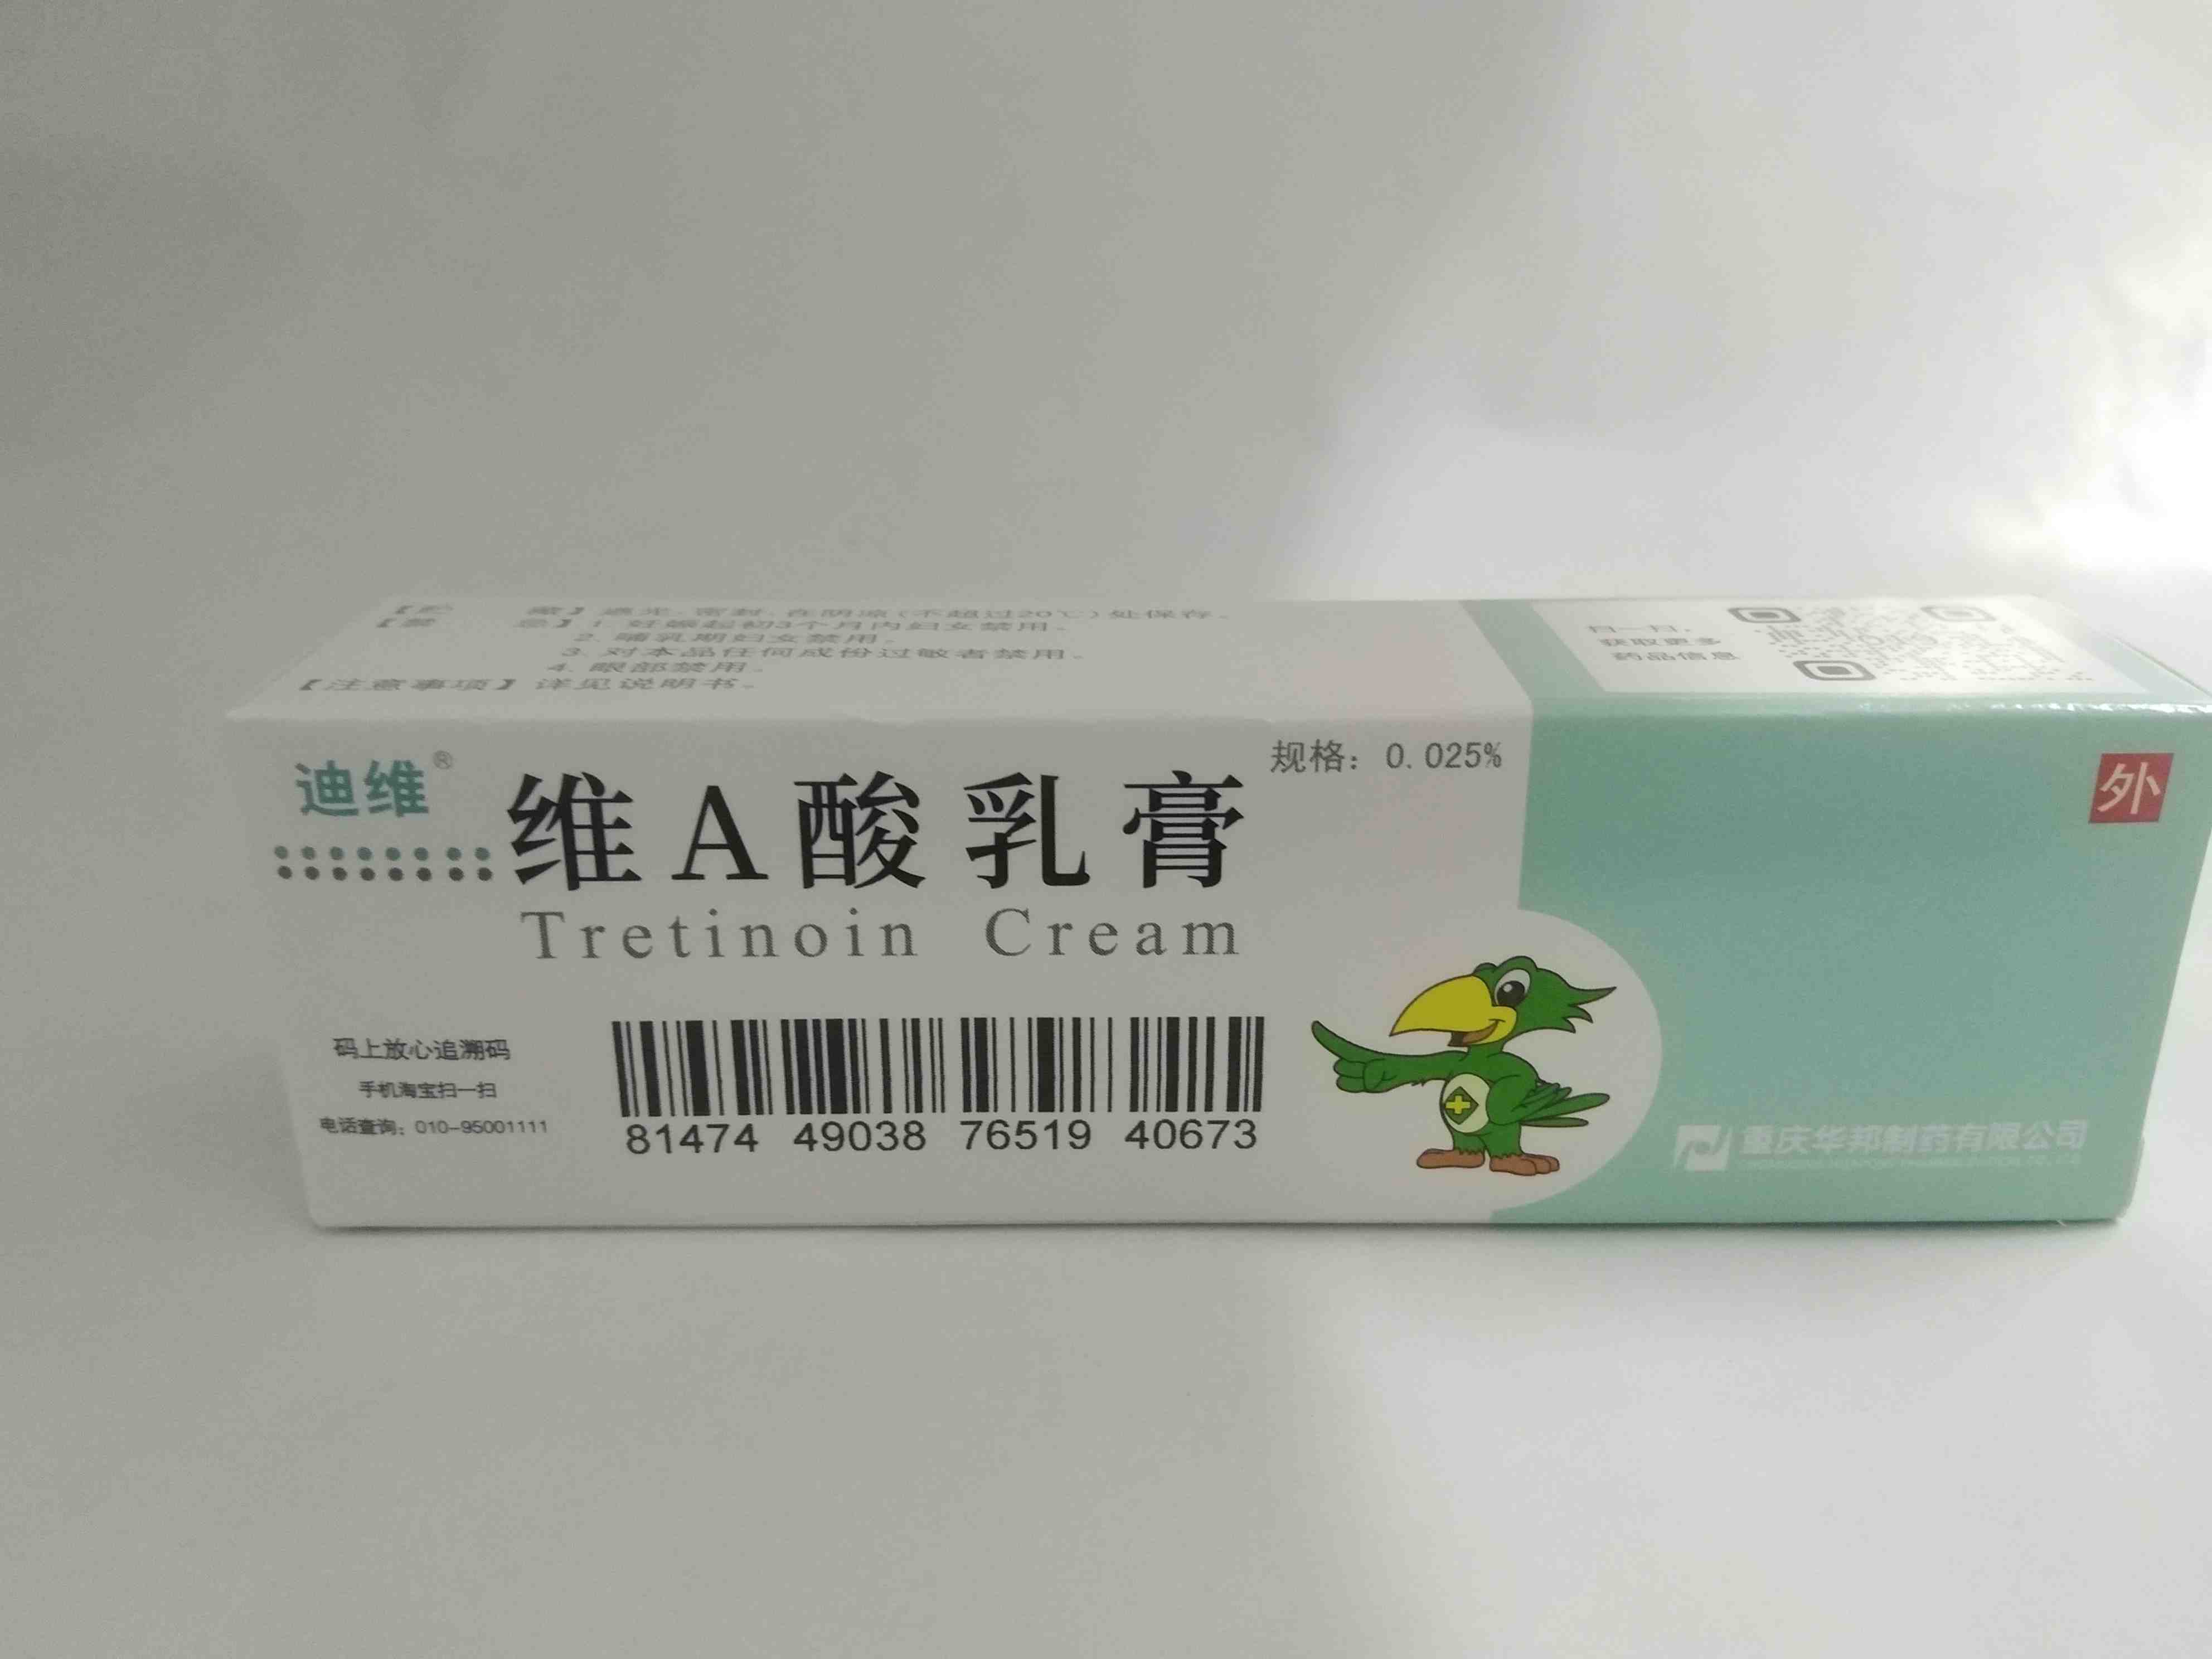 【贮 藏】遮光,密封,在阴凉(不超过20℃)处保存。
【禁 忌】1. 妊娠起初3个月内妇女禁用。
2. 哺乳期妇女禁用。
3. 对本品任何成份过敏者禁用。
4. 眼部禁用。
【注意事项】详见说明书。
扫一扫,
获取更多
药品信息
迪维®
规格：0.025%
维A酸乳膏
Tretinoin Cream
外
码上放心追溯码
手机淘宝扫一扫
电话查询：010-95001111
81474 49038 76519 40673
重庆华邦制药有限公司